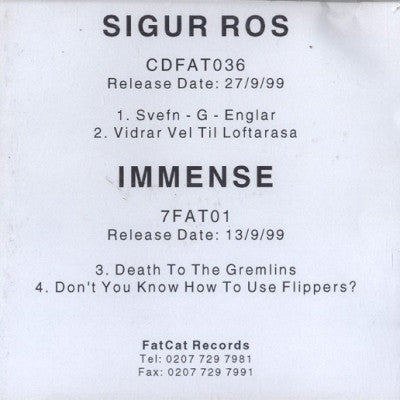 SIGUR ROS
CDFAT036
Release Date: 27/9/99
1. Svefn - G - Englar
2. Vidrar Vel Til Loftarasa
IMMENSE
7FAT01
Release Date: 13/9/99
3. Death To The Gremlins
4. Don't You Know How To Use Flippers?
FatCat Records
Tel: 0207 729 7981
Fax: 0207 729 7991